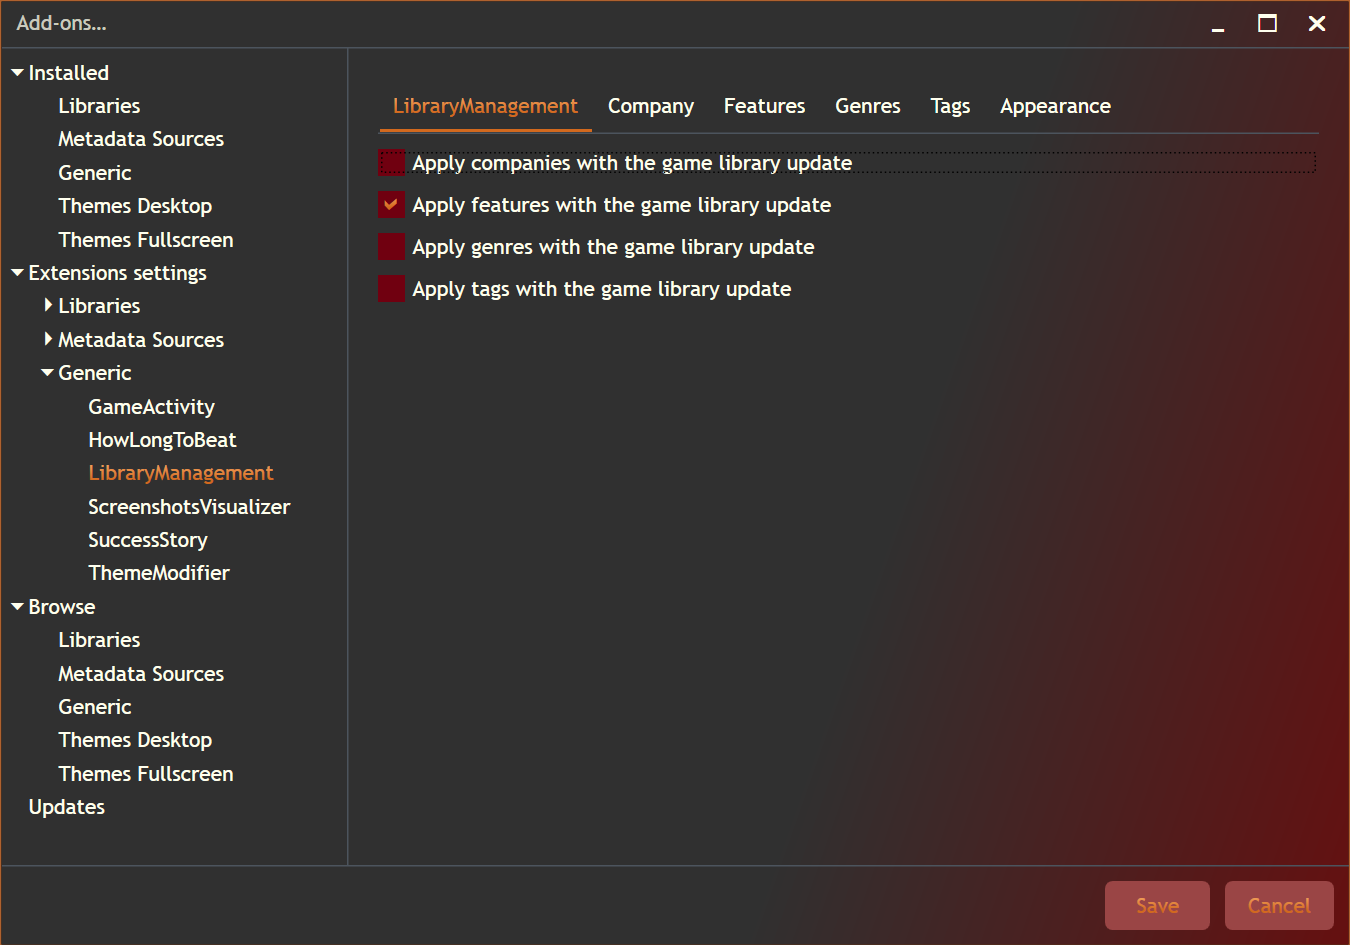 Add-ons...
Installed
Libraries
Metadata Sources
Generic
Themes Desktop
Themes Fullscreen
Extensions settings
Libraries
Metadata Sources
Generic
GameActivity
HowLongToBeat
LibraryManagement
ScreenshotsVisualizer
SuccessStory
ThemeModifier
Browse
Libraries
Metadata Sources
Generic
Themes Desktop
Themes Fullscreen
Updates
LibraryManagement Company Features Genres Tags Appearance
Apply companies with the game library update
Apply features with the game library update
Apply genres with the game library update
Apply tags with the game library update
Save Cancel